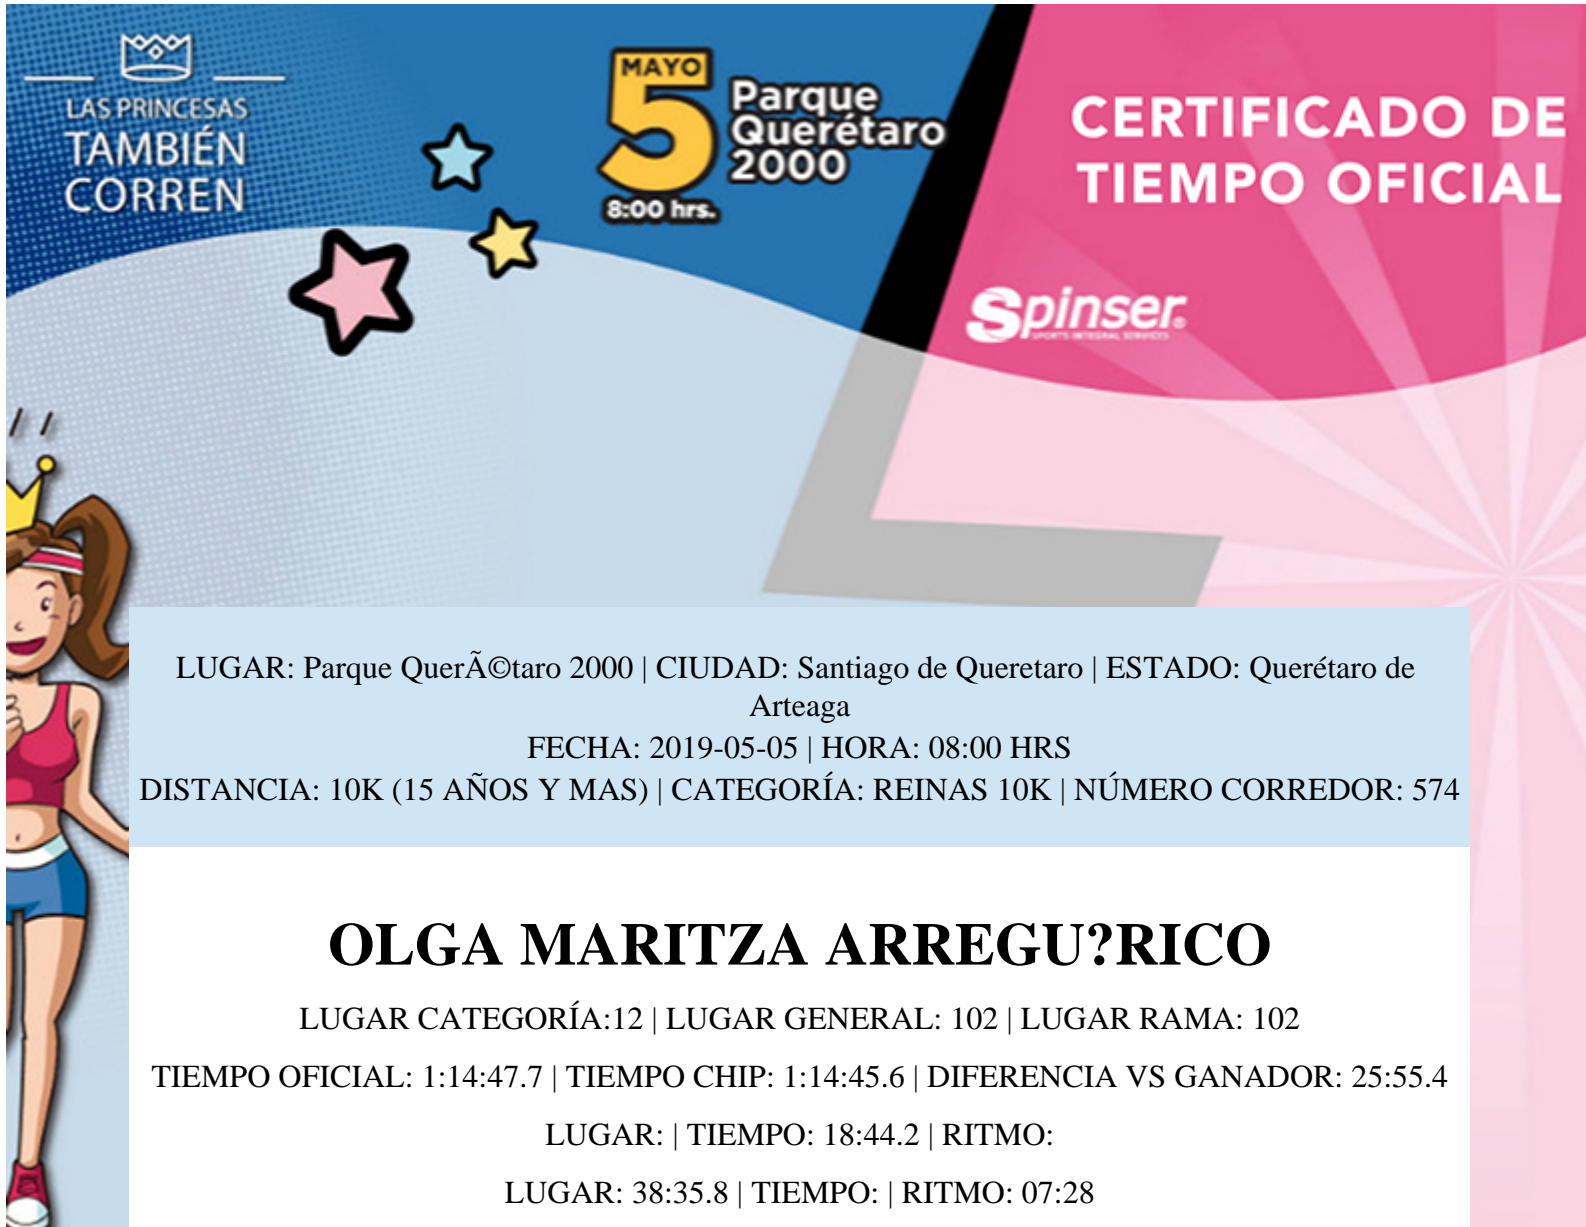 LAS PRINCESAS
TAMBIÉN
CORREN
MAYO
5
8:00 hrs.
Parque
Querétaro
2000
CERTIFICADO DE
TIEMPO OFICIAL
Spinser®
SPORTS INTEGRAL SERVICES
LUGAR: Parque QuerÃ©taro 2000 | CIUDAD: Santiago de Queretaro | ESTADO: Querétaro de
Arteaga
FECHA: 2019-05-05 | HORA: 08:00 HRS
DISTANCIA: 10K (15 AÑOS Y MAS) | CATEGORÍA: REINAS 10K | NÚMERO CORREDOR: 574
OLGA MARITZA ARREGU?RICO
LUGAR CATEGORÍA:12 | LUGAR GENERAL: 102 | LUGAR RAMA: 102
TIEMPO OFICIAL: 1:14:47.7 | TIEMPO CHIP: 1:14:45.6 | DIFERENCIA VS GANADOR: 25:55.4
LUGAR: | TIEMPO: 18:44.2 | RITMO:
LUGAR: 38:35.8 | TIEMPO: | RITMO: 07:28